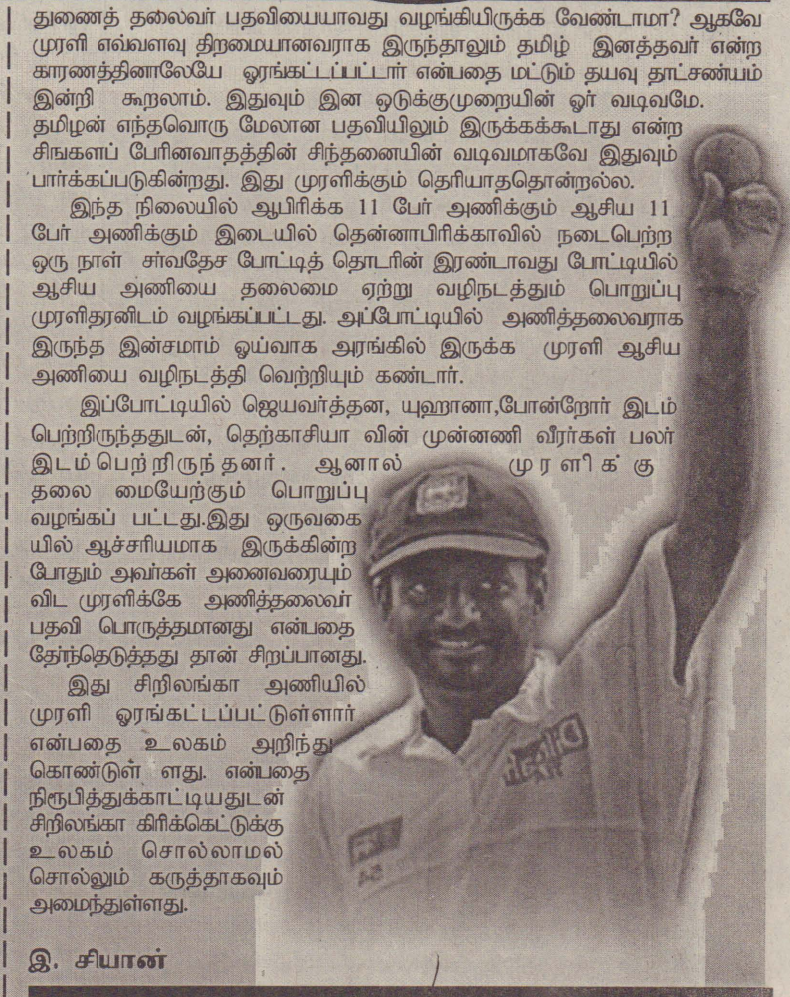 துணைத் தலைவர் பதவியையாவது வழங்கியிருக்க வேண்டாமா? ஆகவே
முரளி எவ்வளவு திறமையானவராக இருந்தாலும் தமிழ் இனத்தவர் என்ற
காரணத்தினாலேயே ஓரங்கட்டப்பட்டார் என்பதை மட்டும் தயவு தாட்சண்யம்
இன்றி கூறலாம். இதுவும் இன ஒடுக்குமுறையின் ஓர் வடிவமே.
தமிழன் எந்தவொரு மேலான பதவியிலும் இருக்கக்கூடாது என்ற
சிஙகளப் பேரினவாதத்தின் சிந்தனையின் வடிவமாகவே இதுவும்
பார்க்கப்படுகின்றது. இது முரளிக்கும் தெரியாததொன்றல்ல.
இந்த நிலையில் ஆபிரிக்க 11 பேர் அணிக்கும் ஆசிய 11
பேர் அணிக்கும் இடையில் தென்னாபிரிக்காவில் நடைபெற்ற
ஒரு நாள் சர்வதேச போட்டித் தொடரின் இரண்டாவது போட்டியில்
ஆசிய அணியை தலைமை ஏற்று வழிநடத்தும் பொறுப்பு
முரளிதரனிடம் வழங்கப்பட்டது. அப்போட்டியில் அணித்தலைவராக
இருந்த இன்சமாம் ஓய்வாக அரங்கில் இருக்க முரளி ஆசிய
அணியை வழிநடத்தி வெற்றியும் கண்டார்.
இப்போட்டியில் ஜெயவர்த்தன, யுஹானா,போன்றோர் இடம்
பெற்றிருந்ததுடன், தெற்காசியா வின் முன்னணி வீரர்கள் பலர்
இடம்பெற்றிருந்தனர். ஆனால் முரளிக்கு
தலை மையேற்கும் பொறுப்பு
வழங்கப் பட்டது.இது ஒருவகை
யில் ஆச்சரியமாக இருக்கின்ற
போதும் அவர்கள் அனைவரையும்
விட முரளிக்கே அணித்தலைவர்
பதவி பொருத்தமானது என்பதை
தேர்ந்தெடுத்தது தான் சிறப்பானது.
இது சிறிலங்கா அணியில்
முரளி ஓரங்கட்டப்பட்டுள்ளார்
என்பதை உலகம் அறிந்து
கொண்டுள் ளது. என்பதை
நிரூபித்துக்காட்டியதுடன்
சிறிலங்கா கிரிக்கெட்டுக்கு
உலகம் சொல்லாமல்
சொல்லும் கருத்தாகவும்
அமைந்துள்ளது.
இ. சியான்